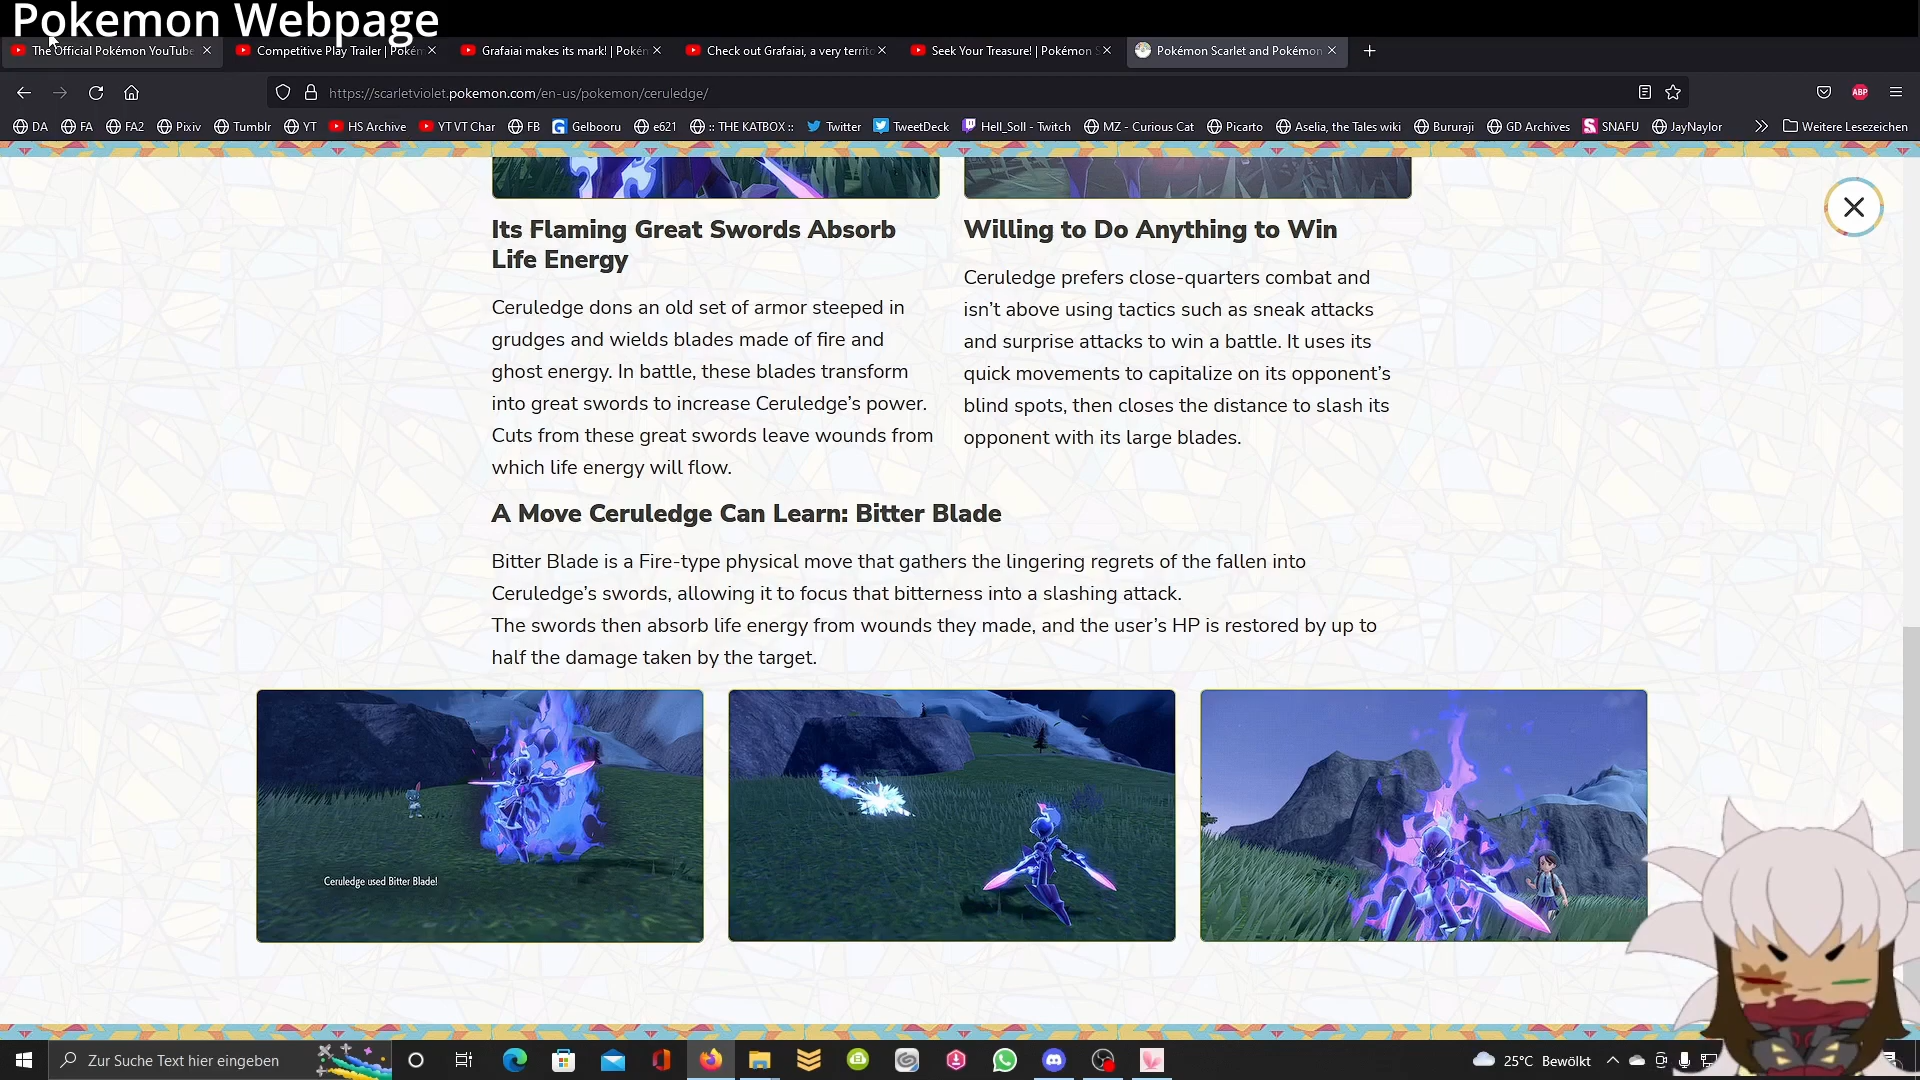 Pokemon Webpage
The Official Pokémon YouTube
Competitive Play Trailer | Pokém
Grafaiai makes its mark! | Pokén
Check out Grafaiai, a very territo
Seek Your Treasure! | Pokémon S
Pokémon Scarlet and Pokémon
https://scarletviolet.pokemon.com/en-us/pokemon/ceruledge/
ABP
DA FA FA2 Pixiv Tumblr YT HS Archive YT VT Char FB Gelbooru e621 :: THE KATBOX :: Twitter TweetDeck Hell_Soll - Twitch MZ - Curious Cat Picarto Aselia, the Tales wiki Bururaji GD Archives SNAFU JayNaylor Weitere Lesezeichen
Its Flaming Great Swords Absorb
Life Energy
Ceruledge dons an old set of armor steeped in
grudges and wields blades made of fire and
ghost energy. In battle, these blades transform
into great swords to increase Ceruledge’s power.
Cuts from these great swords leave wounds from
which life energy will flow.
Willing to Do Anything to Win
Ceruledge prefers close-quarters combat and
isn’t above using tactics such as sneak attacks
and surprise attacks to win a battle. It uses its
quick movements to capitalize on its opponent’s
blind spots, then closes the distance to slash its
opponent with its large blades.
A Move Ceruledge Can Learn: Bitter Blade
Bitter Blade is a Fire-type physical move that gathers the lingering regrets of the fallen into
Ceruledge’s swords, allowing it to focus that bitterness into a slashing attack.
The swords then absorb life energy from wounds they made, and the user’s HP is restored by up to
half the damage taken by the target.
Ceruledge used Bitter Blade!
Zur Suche Text hier eingeben
25°C Bewölkt